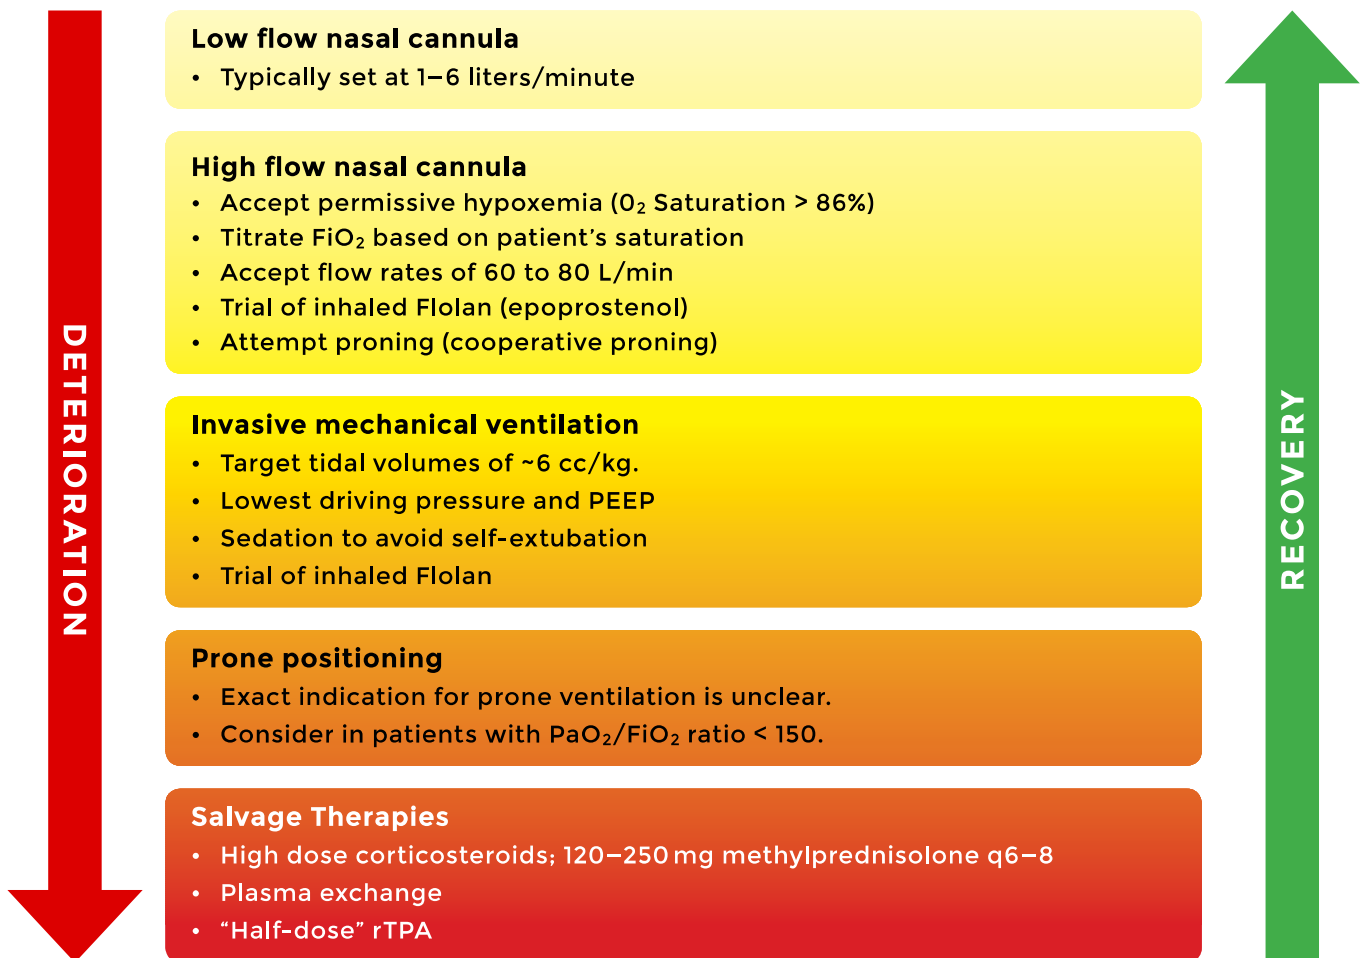 DETERIORATION
Low flow nasal cannula
• Typically set at 1–6 liters/minute
High flow nasal cannula
• Accept permissive hypoxemia (0₂ Saturation > 86%)
• Titrate FiO₂ based on patient’s saturation
• Accept flow rates of 60 to 80 L/min
• Trial of inhaled Flolan (epoprostenol)
• Attempt proning (cooperative proning)
Invasive mechanical ventilation
• Target tidal volumes of ~6 cc/kg.
• Lowest driving pressure and PEEP
• Sedation to avoid self-extubation
• Trial of inhaled Flolan
Prone positioning
• Exact indication for prone ventilation is unclear.
• Consider in patients with PaO₂/FiO₂ ratio < 150.
Salvage Therapies
• High dose corticosteroids; 120–250 mg methylprednisolone q6–8
• Plasma exchange
• “Half-dose” rTPA
RECOVERY